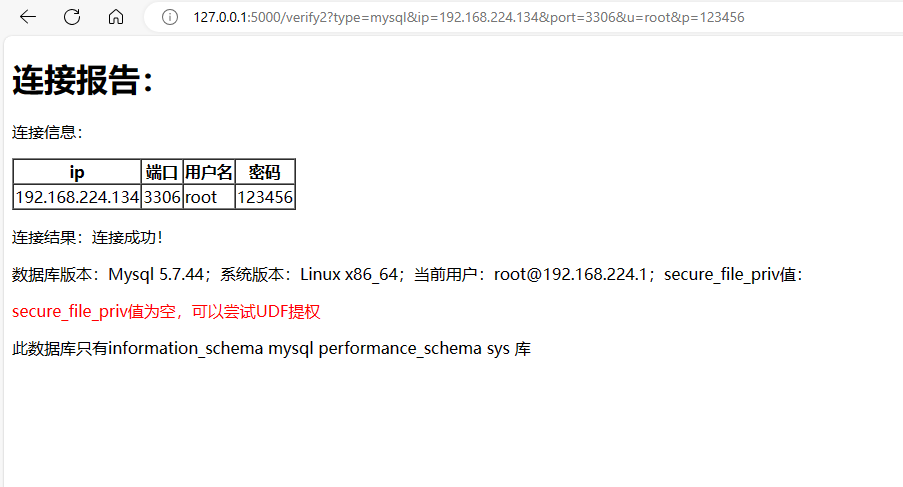 127.0.0.1:5000/verify2?type=mysql&ip=192.168.224.134&port=3306&u=root&p=123456
连接报告：
连接信息：
ip 端口 用户名 密码
192.168.224.134 3306 root 123456
连接结果：连接成功！
数据库版本：Mysql 5.7.44；系统版本：Linux x86_64；当前用户：root@192.168.224.1；secure_file_priv值：
secure_file_priv值为空，可以尝试UDF提权
此数据库只有information_schema mysql performance_schema sys 库